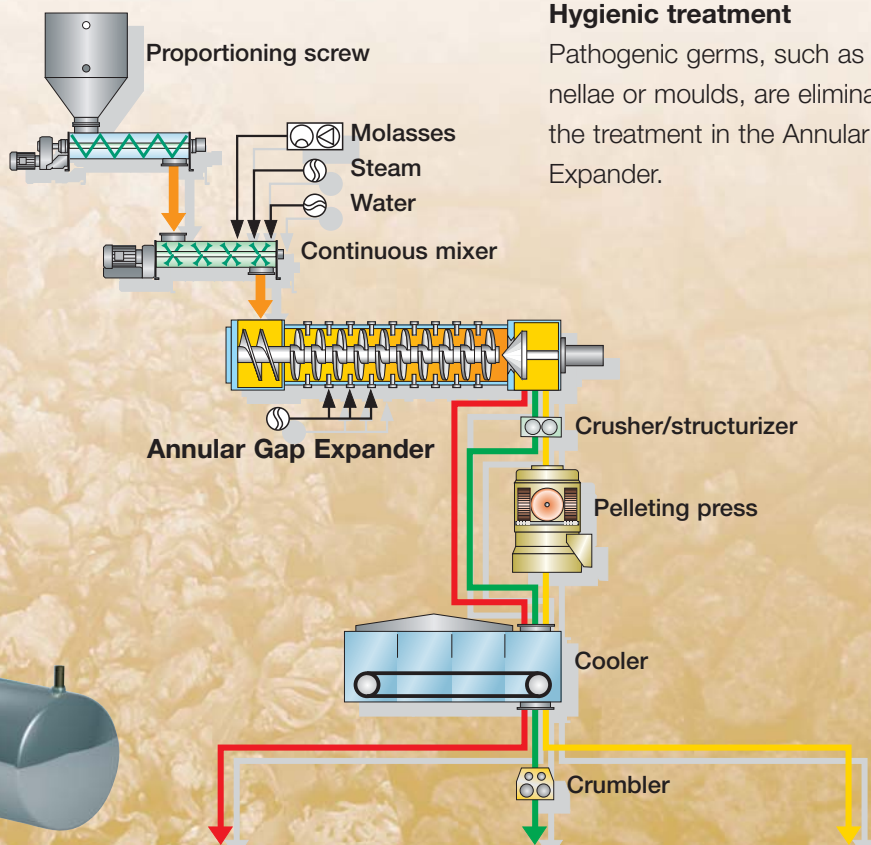 Hygienic treatment
Pathogenic germs, such as
nellae or moulds, are elimina
the treatment in the Annular
Expander.
Proportioning screw
Molasses
Steam
Water
Continuous mixer
Annular Gap Expander
Crusher/structurizer
Pelleting press
Cooler
Crumbler